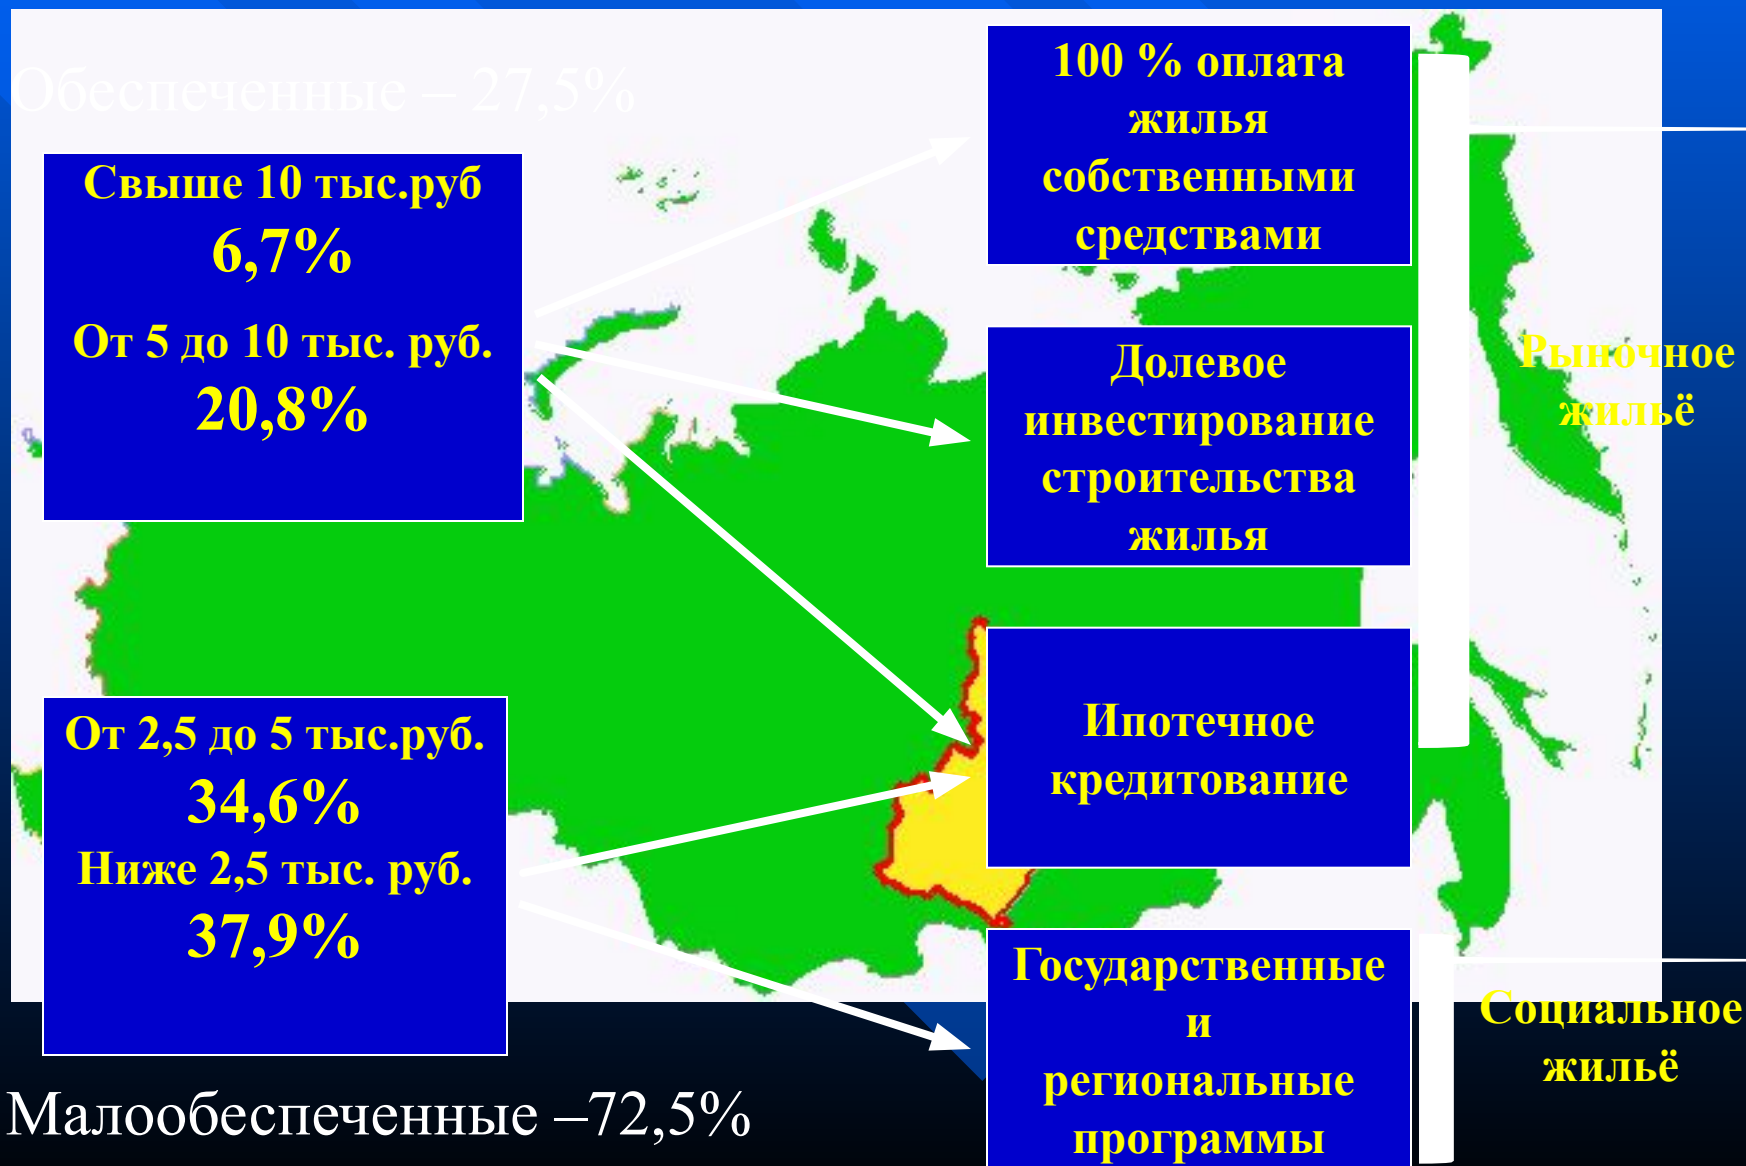 Обеспеченные – 27,5%
Свыше 10 тыс.руб
6,7%
От 5 до 10 тыс. руб.
20,8%
От 2,5 до 5 тыс.руб.
34,6%
Ниже 2,5 тыс. руб.
37,9%
Малообеспеченные –72,5%
100 % оплата
жилья
собственными
средствами
Долевое
инвестирование
строительства
жилья
Ипотечное
кредитование
Государственные
и
региональные
программы
Рыночное
жильё
Социальное
жильё